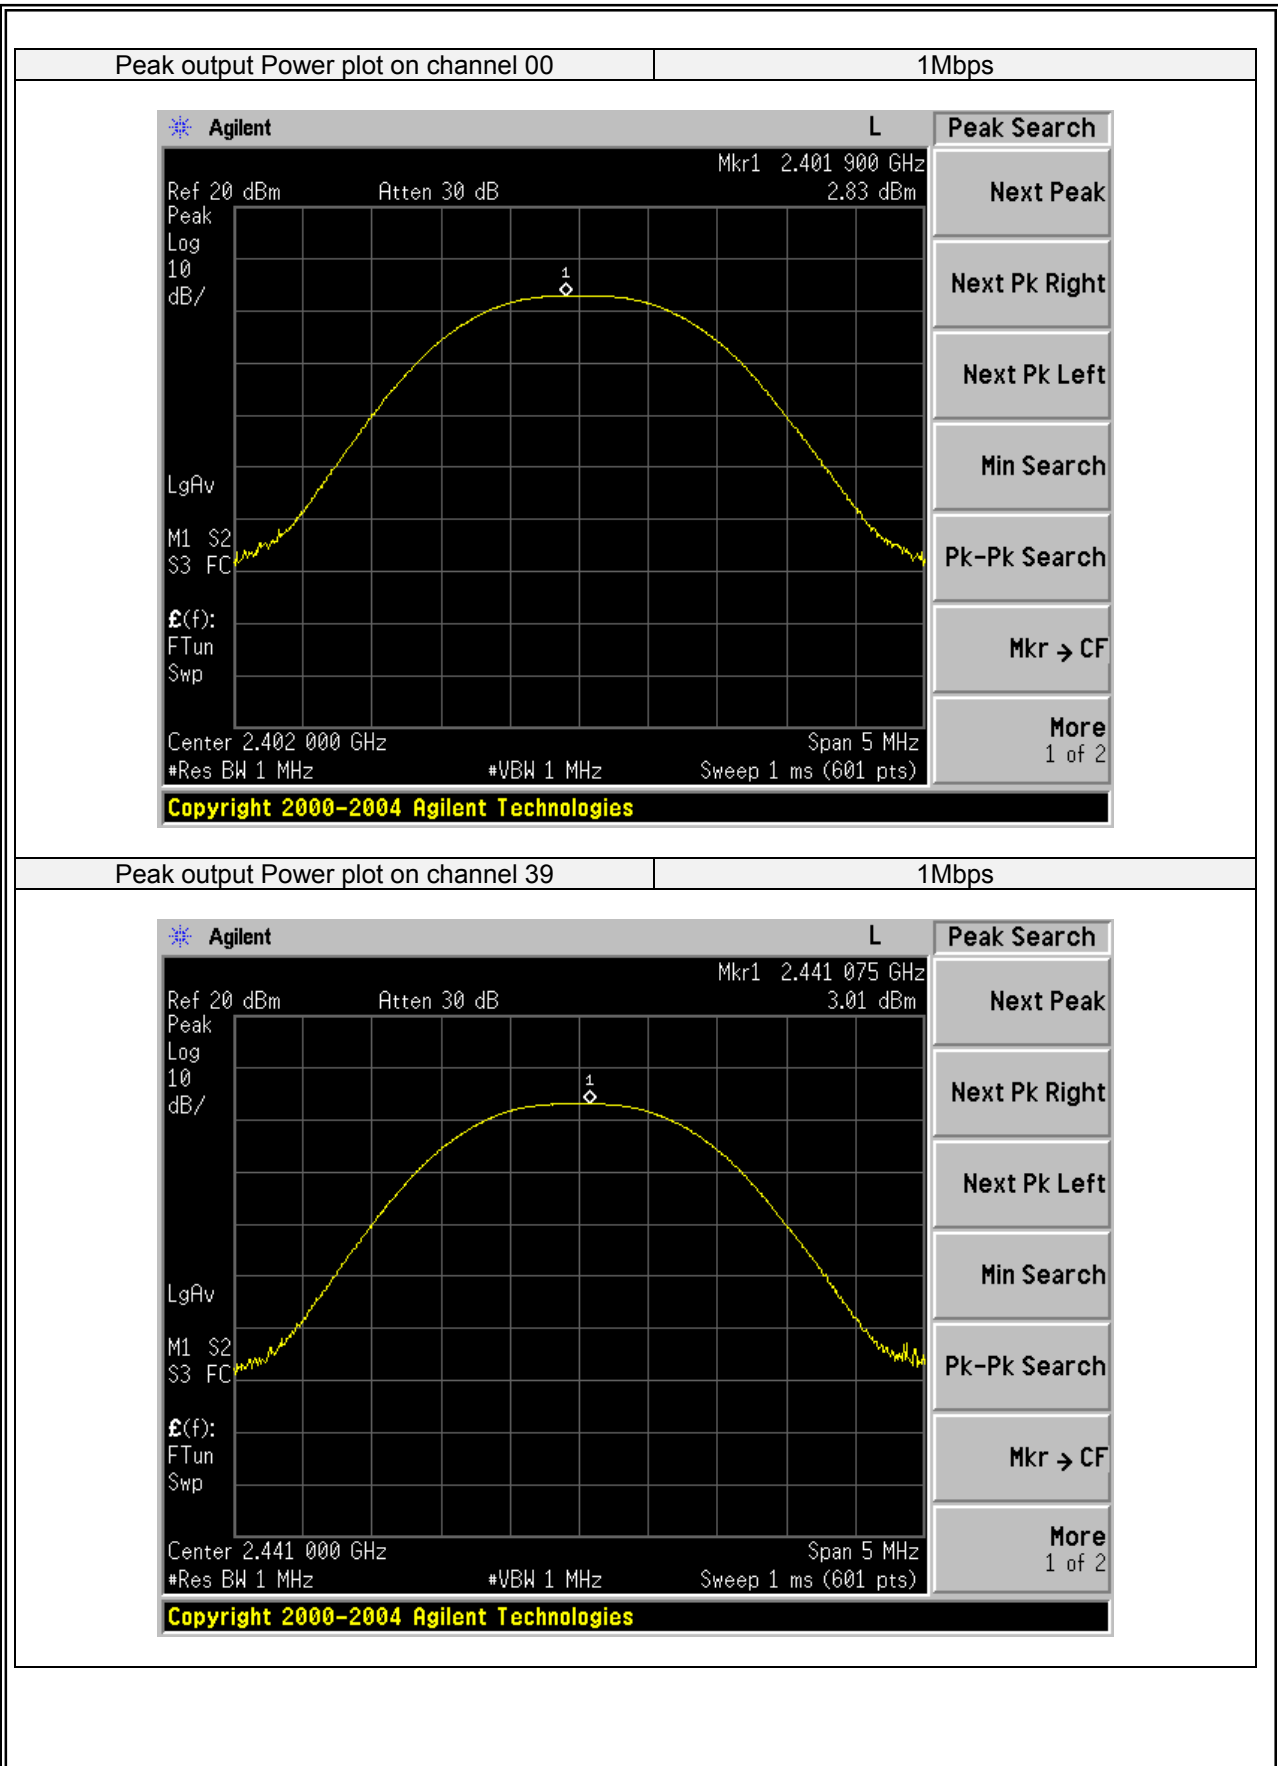 Peak output Power plot on channel 00 1Mbps
Agilent L Peak Search
Mkr1 2.401 900 GHz
Ref 20 dBm Atten 30 dB 2.83 dBm
Next Peak
Peak
Log
10
dB/
1
Next Pk Right
Next Pk Left
LgAv
Min Search
M1 S2
S3 FC
Pk-Pk Search
£(f):
FTun
Swp
Mkr → CF
Center 2.402 000 GHz Span 5 MHz
#Res BW 1 MHz #VBW 1 MHz Sweep 1 ms (601 pts)
More
1 of 2
Copyright 2000-2004 Agilent Technologies
Peak output Power plot on channel 39 1Mbps
Agilent L Peak Search
Mkr1 2.441 075 GHz
Ref 20 dBm Atten 30 dB 3.01 dBm
Next Peak
Peak
Log
10
dB/
1
Next Pk Right
Next Pk Left
LgAv
Min Search
M1 S2
S3 FC
Pk-Pk Search
£(f):
FTun
Swp
Mkr → CF
Center 2.441 000 GHz Span 5 MHz
#Res BW 1 MHz #VBW 1 MHz Sweep 1 ms (601 pts)
More
1 of 2
Copyright 2000-2004 Agilent Technologies